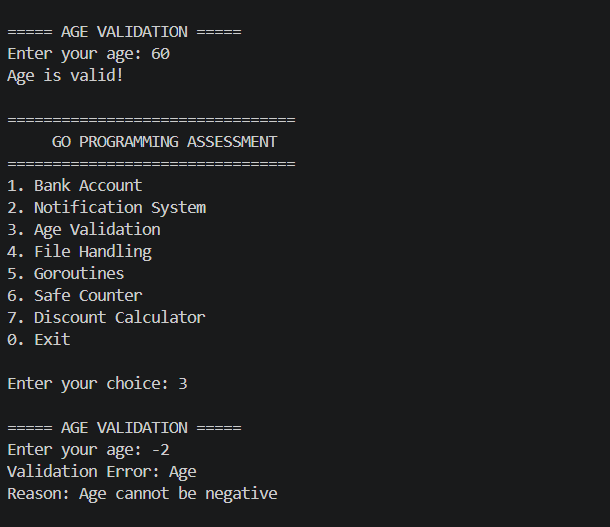 ===== AGE VALIDATION =====
Enter your age: 60
Age is valid!
================================
GO PROGRAMMING ASSESSMENT
================================
1. Bank Account
2. Notification System
3. Age Validation
4. File Handling
5. Goroutines
6. Safe Counter
7. Discount Calculator
0. Exit
Enter your choice: 3
===== AGE VALIDATION =====
Enter your age: -2
Validation Error: Age
Reason: Age cannot be negative